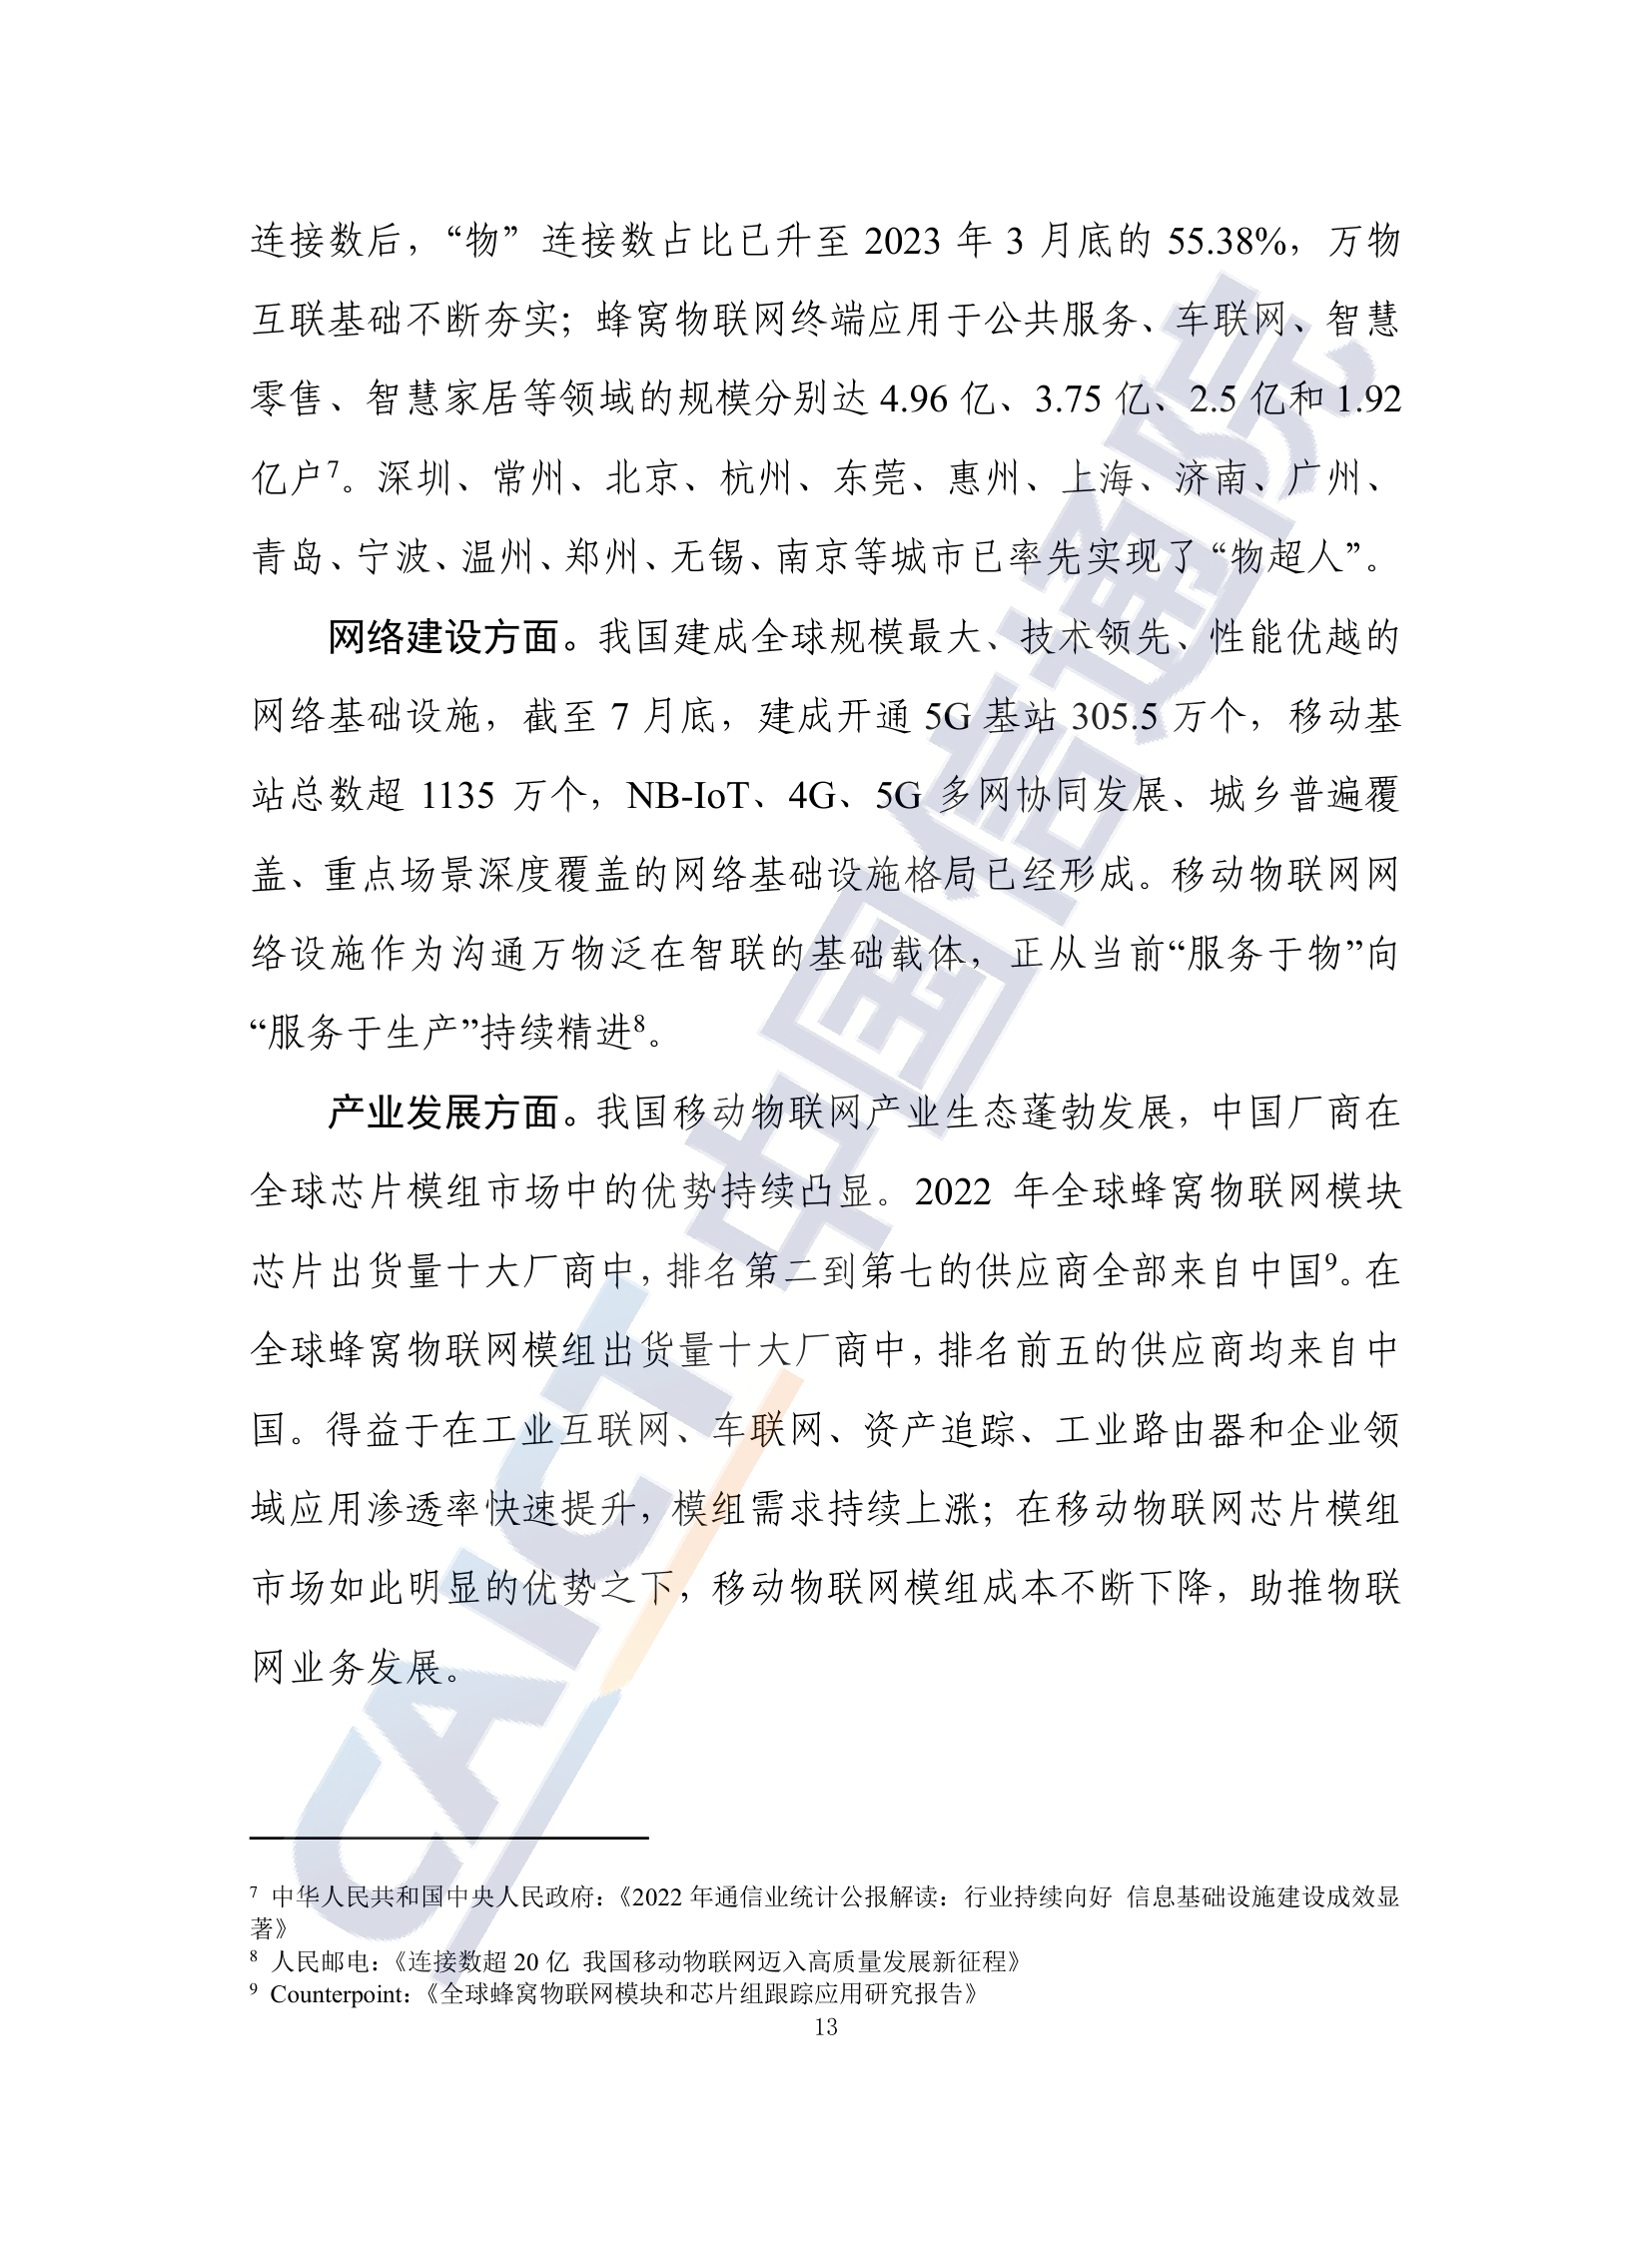 连接数后，“物”连接数占比已升至 2023 年 3 月底的 55.38%，万物
互联基础不断夯实；蜂窝物联网终端应用于公共服务、车联网、智慧
零售、智慧家居等领域的规模分别达 4.96 亿、3.75 亿、2.5 亿和 1.92
亿户7。深圳、常州、北京、杭州、东莞、惠州、上海、济南、广州、
青岛、宁波、温州、郑州、无锡、南京等城市已率先实现了“物超人”。
网络建设方面。我国建成全球规模最大、技术领先、性能优越的
网络基础设施，截至 7 月底，建成开通 5G 基站 305.5 万个，移动基
站总数超 1135 万个，NB-IoT、4G、5G 多网协同发展、城乡普遍覆
盖、重点场景深度覆盖的网络基础设施格局已经形成。移动物联网网
络设施作为沟通万物泛在智联的基础载体，正从当前“服务于物”向
“服务于生产”持续精进8。
产业发展方面。我国移动物联网产业生态蓬勃发展，中国厂商在
全球芯片模组市场中的优势持续凸显。2022 年全球蜂窝物联网模块
芯片出货量十大厂商中，排名第二到第七的供应商全部来自中国9。在
全球蜂窝物联网模组出货量十大厂商中，排名前五的供应商均来自中
国。得益于在工业互联网、车联网、资产追踪、工业路由器和企业领
域应用渗透率快速提升，模组需求持续上涨；在移动物联网芯片模组
市场如此明显的优势之下，移动物联网模组成本不断下降，助推物联
网业务发展。
7 中华人民共和国中央人民政府：《2022 年通信业统计公报解读：行业持续向好 信息基础设施建设成效显
著》
8 人民邮电：《连接数超 20 亿 我国移动物联网迈入高质量发展新征程》
9 Counterpoint：《全球蜂窝物联网模块和芯片组跟踪应用研究报告》
13
CAICT 中国信通院